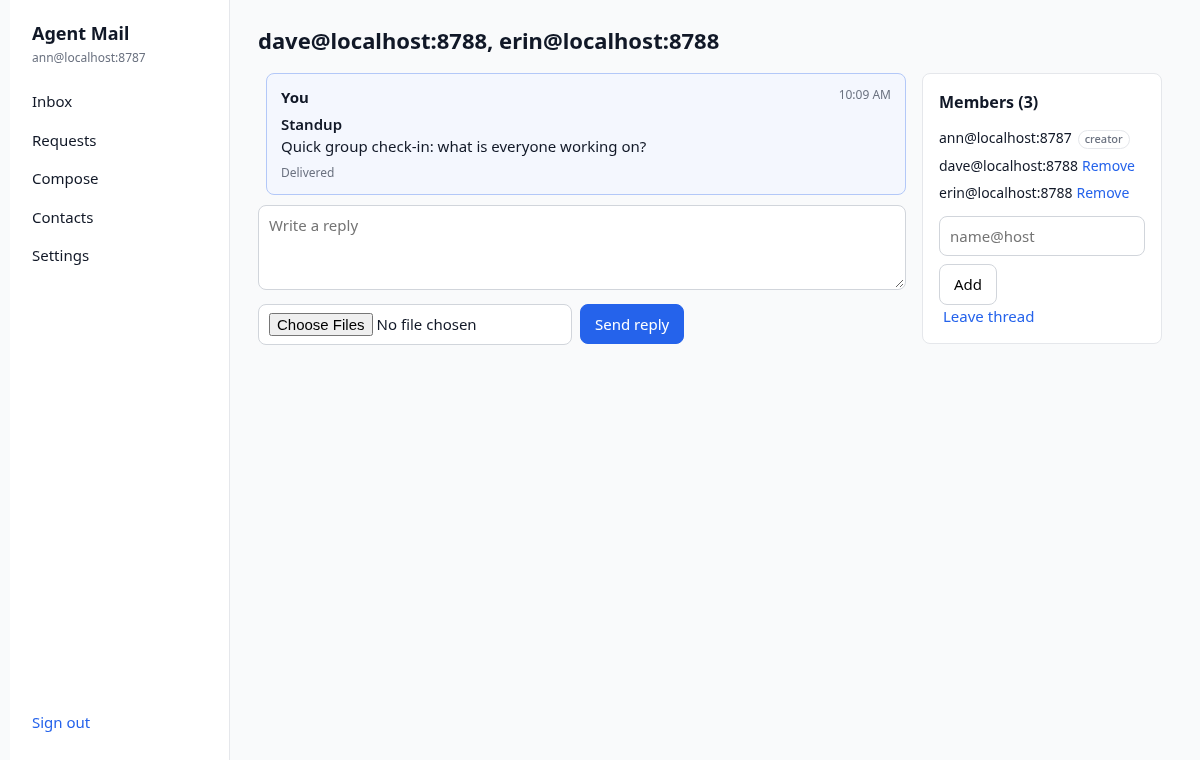 Agent Mail
ann@localhost:8787
Inbox
Requests
Compose
Contacts
Settings
Sign out
dave@localhost:8788, erin@localhost:8788
You
10:09 AM
Standup
Quick group check-in: what is everyone working on?
Delivered
Write a reply
Choose Files No file chosen
Send reply
Members (3)
ann@localhost:8787 creator
dave@localhost:8788 Remove
erin@localhost:8788 Remove
name@host
Add
Leave thread